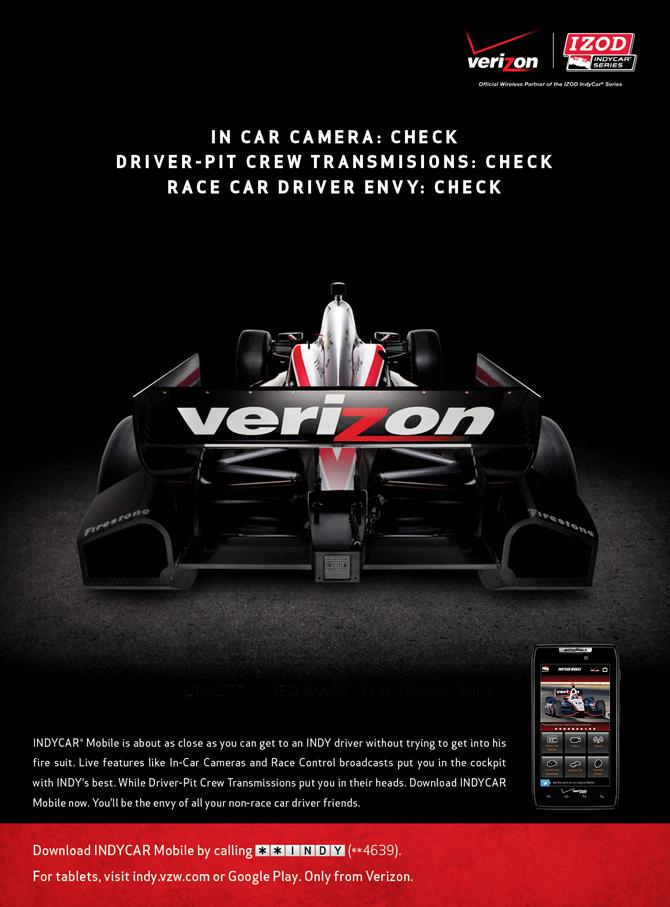 verizon
IZOD
INDYCAR
SERIES
Official Wireless Partner of the IZOD IndyCar® Series
IN CAR CAMERA: CHECK
DRIVER-PIT CREW TRANSMISIONS: CHECK
RACE CAR DRIVER ENVY: CHECK
verizon
Firestone
Firestone
MOTOROLA
INDYCAR MOBILE
verizon
INDYCAR® Mobile is about as close as you can get to an INDY driver without trying to get into his
fire suit. Live features like In-Car Cameras and Race Control broadcasts put you in the cockpit
with INDY's best. While Driver-Pit Crew Transmissions put you in their heads. Download INDYCAR
Mobile now. You'll be the envy of all your non-race car driver friends.
verizon
Download INDYCAR Mobile by calling **INDY (**4639).
For tablets, visit indy.vzw.com or Google Play. Only from Verizon.